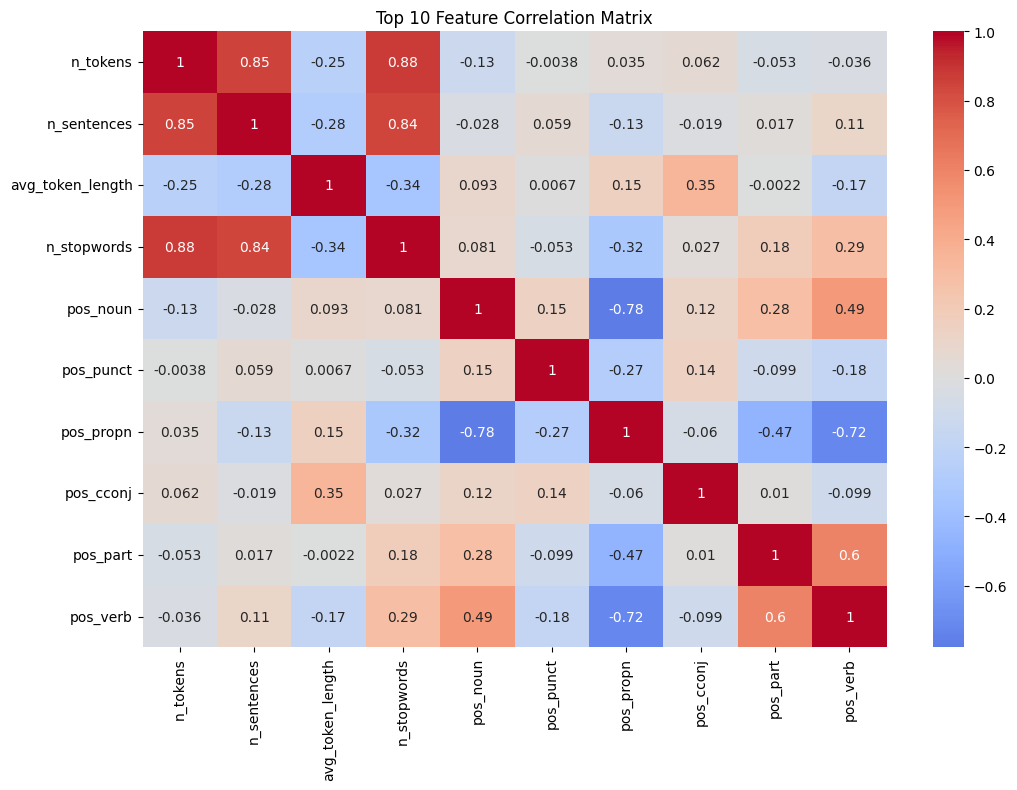 Top 10 Feature Correlation Matrix
n_tokens 1 0.85 -0.25 0.88 -0.13 -0.0038 0.035 0.062 -0.053 -0.036
n_sentences 0.85 1 -0.28 0.84 -0.028 0.059 -0.13 -0.019 0.017 0.11
avg_token_length -0.25 -0.28 1 -0.34 0.093 0.0067 0.15 0.35 -0.0022 -0.17
n_stopwords 0.88 0.84 -0.34 1 0.081 -0.053 -0.32 0.027 0.18 0.29
pos_noun -0.13 -0.028 0.093 0.081 1 0.15 -0.78 0.12 0.28 0.49
pos_punct -0.0038 0.059 0.0067 -0.053 0.15 1 -0.27 0.14 -0.099 -0.18
pos_propn 0.035 -0.13 0.15 -0.32 -0.78 -0.27 1 -0.06 -0.47 -0.72
pos_cconj 0.062 -0.019 0.35 0.027 0.12 0.14 -0.06 1 0.01 -0.099
pos_part -0.053 0.017 -0.0022 0.18 0.28 -0.099 -0.47 0.01 1 0.6
pos_verb -0.036 0.11 -0.17 0.29 0.49 -0.18 -0.72 -0.099 0.6 1
n_tokens
n_sentences
avg_token_length
n_stopwords
pos_noun
pos_punct
pos_propn
pos_cconj
pos_part
pos_verb
1.0
0.8
0.6
0.4
0.2
0.0
−0.2
−0.4
−0.6